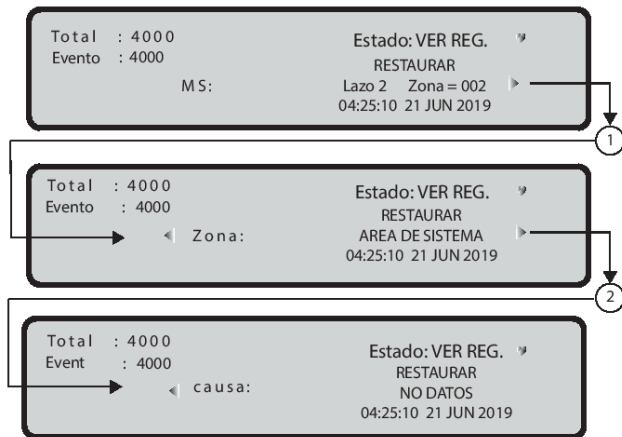 Total : 4000 Estado: VER REG.
Evento : 4000 RESTAURAR
MS: Lazo 2 Zona = 002
04:25:10 21 JUN 2019
1
Total : 4000 Estado: VER REG.
Evento : 4000 RESTAURAR
Zona: AREA DE SISTEMA
04:25:10 21 JUN 2019
2
Total : 4000 Estado: VER REG.
Event : 4000 RESTAURAR
causa: NO DATOS
04:25:10 21 JUN 2019